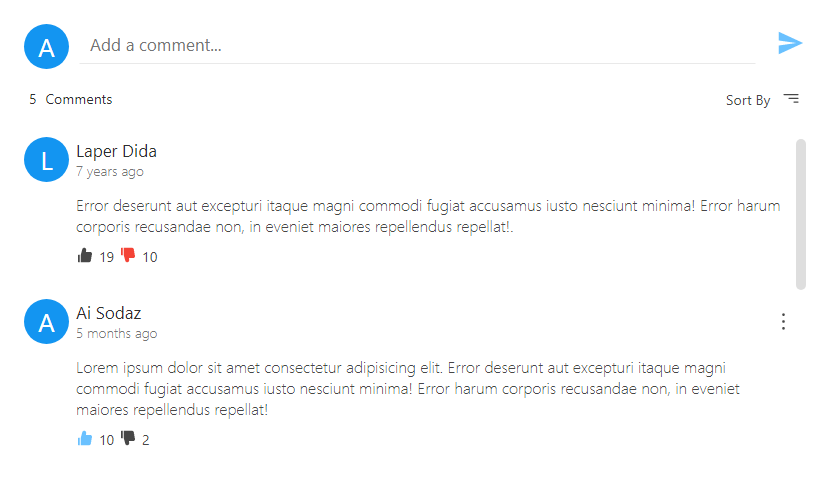 A
Add a comment...
5 Comments
Sort By
L
Laper Dida
7 years ago
Error deserunt aut excepturi itaque magni commodi fugiat accusamus iusto nesciunt minima! Error harum
corporis recusandae non, in eveniet maiores repellendus repellat!.
19 10
A
Ai Sodaz
5 months ago
Lorem ipsum dolor sit amet consectetur adipisicing elit. Error deserunt aut excepturi itaque magni
commodi fugiat accusamus iusto nesciunt minima! Error harum corporis recusandae non, in eveniet
maiores repellendus repellat!
10 2